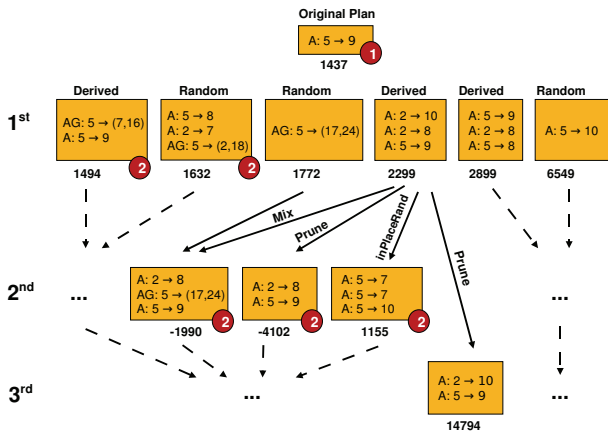 Original Plan
A: 5 → 9
1
1437
Derived Random Random Derived Derived Random
1st
AG: 5 → (7,16)
A: 5 → 9
2
1494
A: 5 → 8
A: 2 → 7
AG: 5 → (2,18)
2
1632
AG: 5 → (17,24)
1772
A: 2 → 10
A: 2 → 8
A: 5 → 9
2299
A: 5 → 9
A: 2 → 8
A: 5 → 8
2899
A: 5 → 10
6549
Mix
Prune
inPlaceRand
Prune
2nd
...
A: 2 → 8
AG: 5 → (17,24)
A: 5 → 9
2
-1990
A: 2 → 8
A: 5 → 9
2
-4102
A: 5 → 7
A: 5 → 7
A: 5 → 10
2
1155
...
3rd
...
A: 2 → 10
A: 5 → 9
14794
...